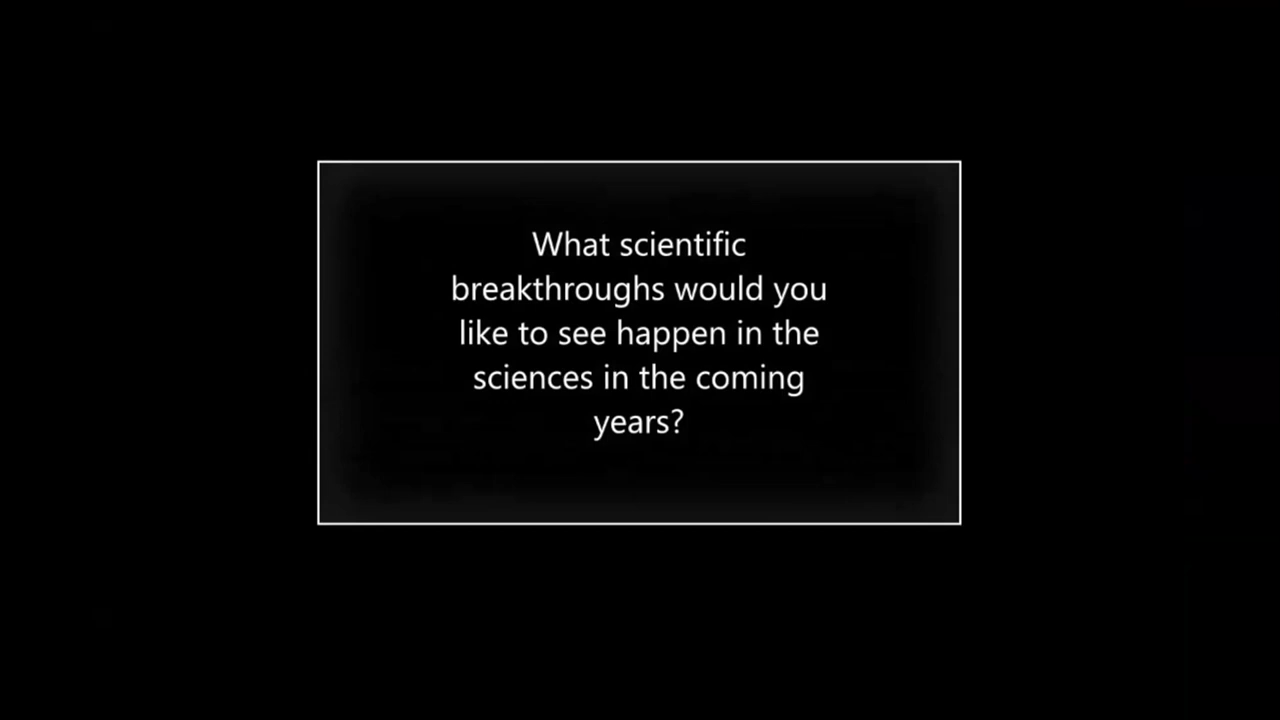 What scientific
breakthroughs would you
like to see happen in the
sciences in the coming
years?